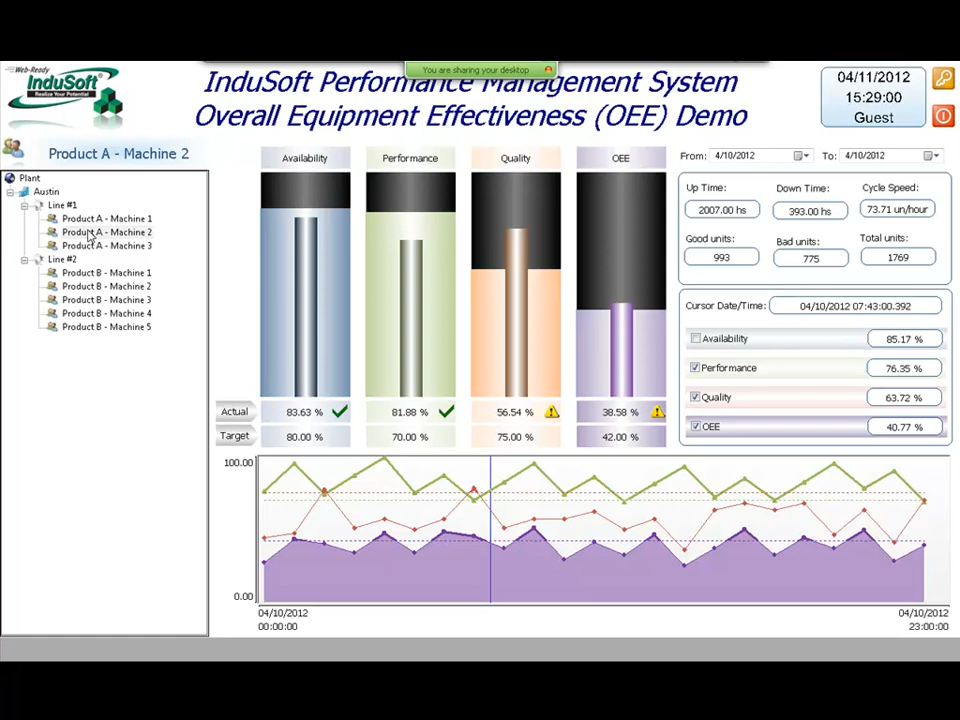 You are sharing your desktop
Web-Ready
InduSoft
Realize Your Potential
InduSoft Performance Management System
Overall Equipment Effectiveness (OEE) Demo
04/11/2012
15:29:00
Guest
Product A - Machine 2
Plant
Austin
Line #1
Product A - Machine 1
Product A - Machine 2
Product A - Machine 3
Line #2
Product B - Machine 1
Product B - Machine 2
Product B - Machine 3
Product B - Machine 4
Product B - Machine 5
Availability Performance Quality OEE
Actual 83.63 % 81.88 % 56.54 % 38.58 %
Target 80.00 % 70.00 % 75.00 % 42.00 %
From: 4/10/2012 To: 4/10/2012
Up Time: Down Time: Cycle Speed:
2007.00 hs 393.00 hs 73.71 un/hour
Good units: Bad units: Total units:
993 775 1769
Cursor Date/Time: 04/10/2012 07:43:00.392
Availability 85.17 %
Performance 76.35 %
Quality 63.72 %
OEE 40.77 %
100.00
0.00
04/10/2012 04/10/2012
00:00:00 23:00:00